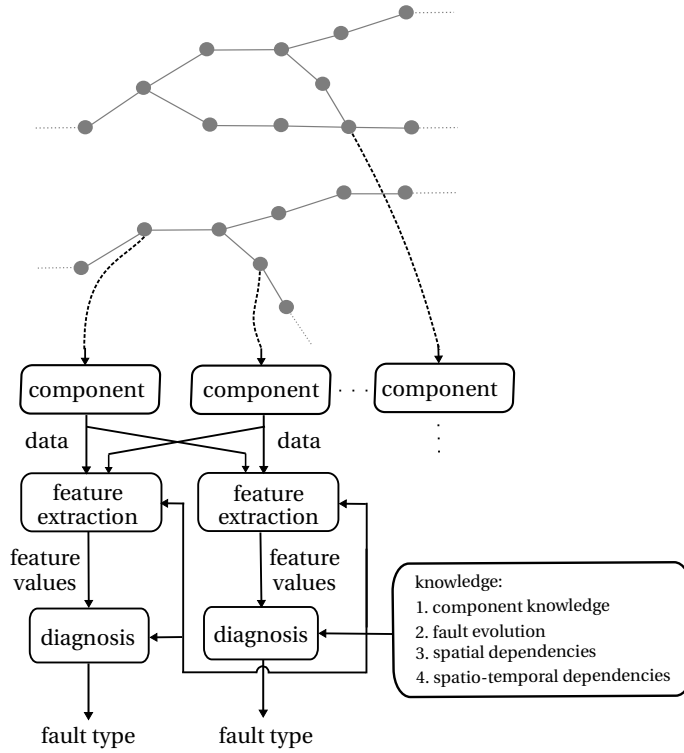 component
component
. . .
component
data
data
feature
extraction
feature
extraction
feature
values
feature
values
knowledge:
1. component knowledge
2. fault evolution
3. spatial dependencies
4. spatio-temporal dependencies
diagnosis
diagnosis
fault type
fault type